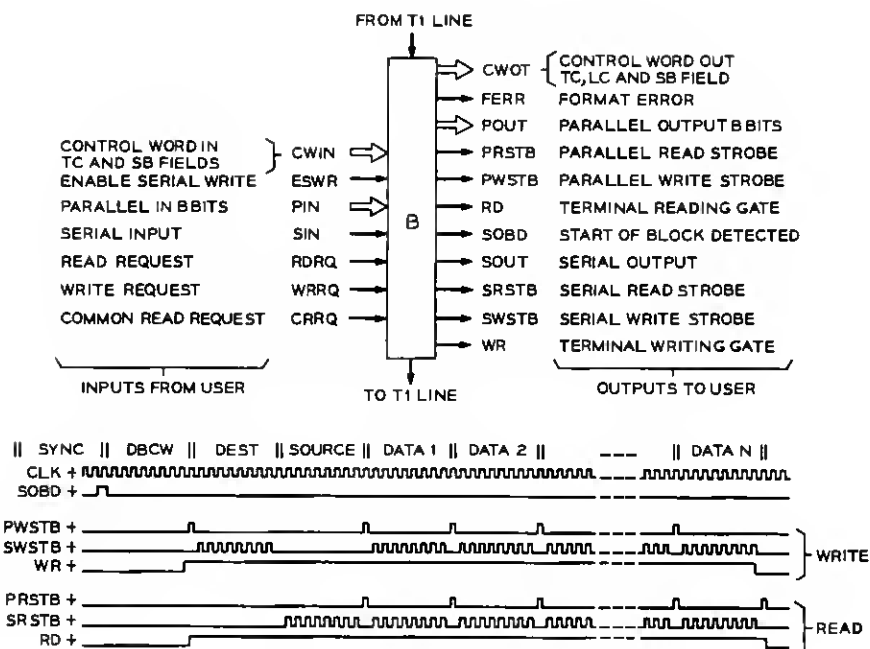 FROM T1 LINE
CWOT { CONTROL WORD OUT
TC, LC AND SB FIELD
FERR FORMAT ERROR
POUT PARALLEL OUTPUT B BITS
CONTROL WORD IN
TC AND SB FIELDS } CWIN
PRSTB PARALLEL READ STROBE
ENABLE SERIAL WRITE ESWR
PWSTB PARALLEL WRITE STROBE
PARALLEL IN B BITS PIN
B
RD TERMINAL READING GATE
SERIAL INPUT SIN
SOBD START OF BLOCK DETECTED
READ REQUEST RDRQ
SOUT SERIAL OUTPUT
WRITE REQUEST WRRQ
SRSTB SERIAL READ STROBE
COMMON READ REQUEST CRRQ
SWSTB SERIAL WRITE STROBE
WR TERMINAL WRITING GATE
INPUTS FROM USER
TO T1 LINE
OUTPUTS TO USER
|| SYNC || DBCW || DEST || SOURCE || DATA 1 || DATA 2 || ---- || DATA N ||
CLK +
SOBD +
PWSTB +
SWSTB +
WR +
WRITE
PRSTB +
SRSTB +
RD +
READ